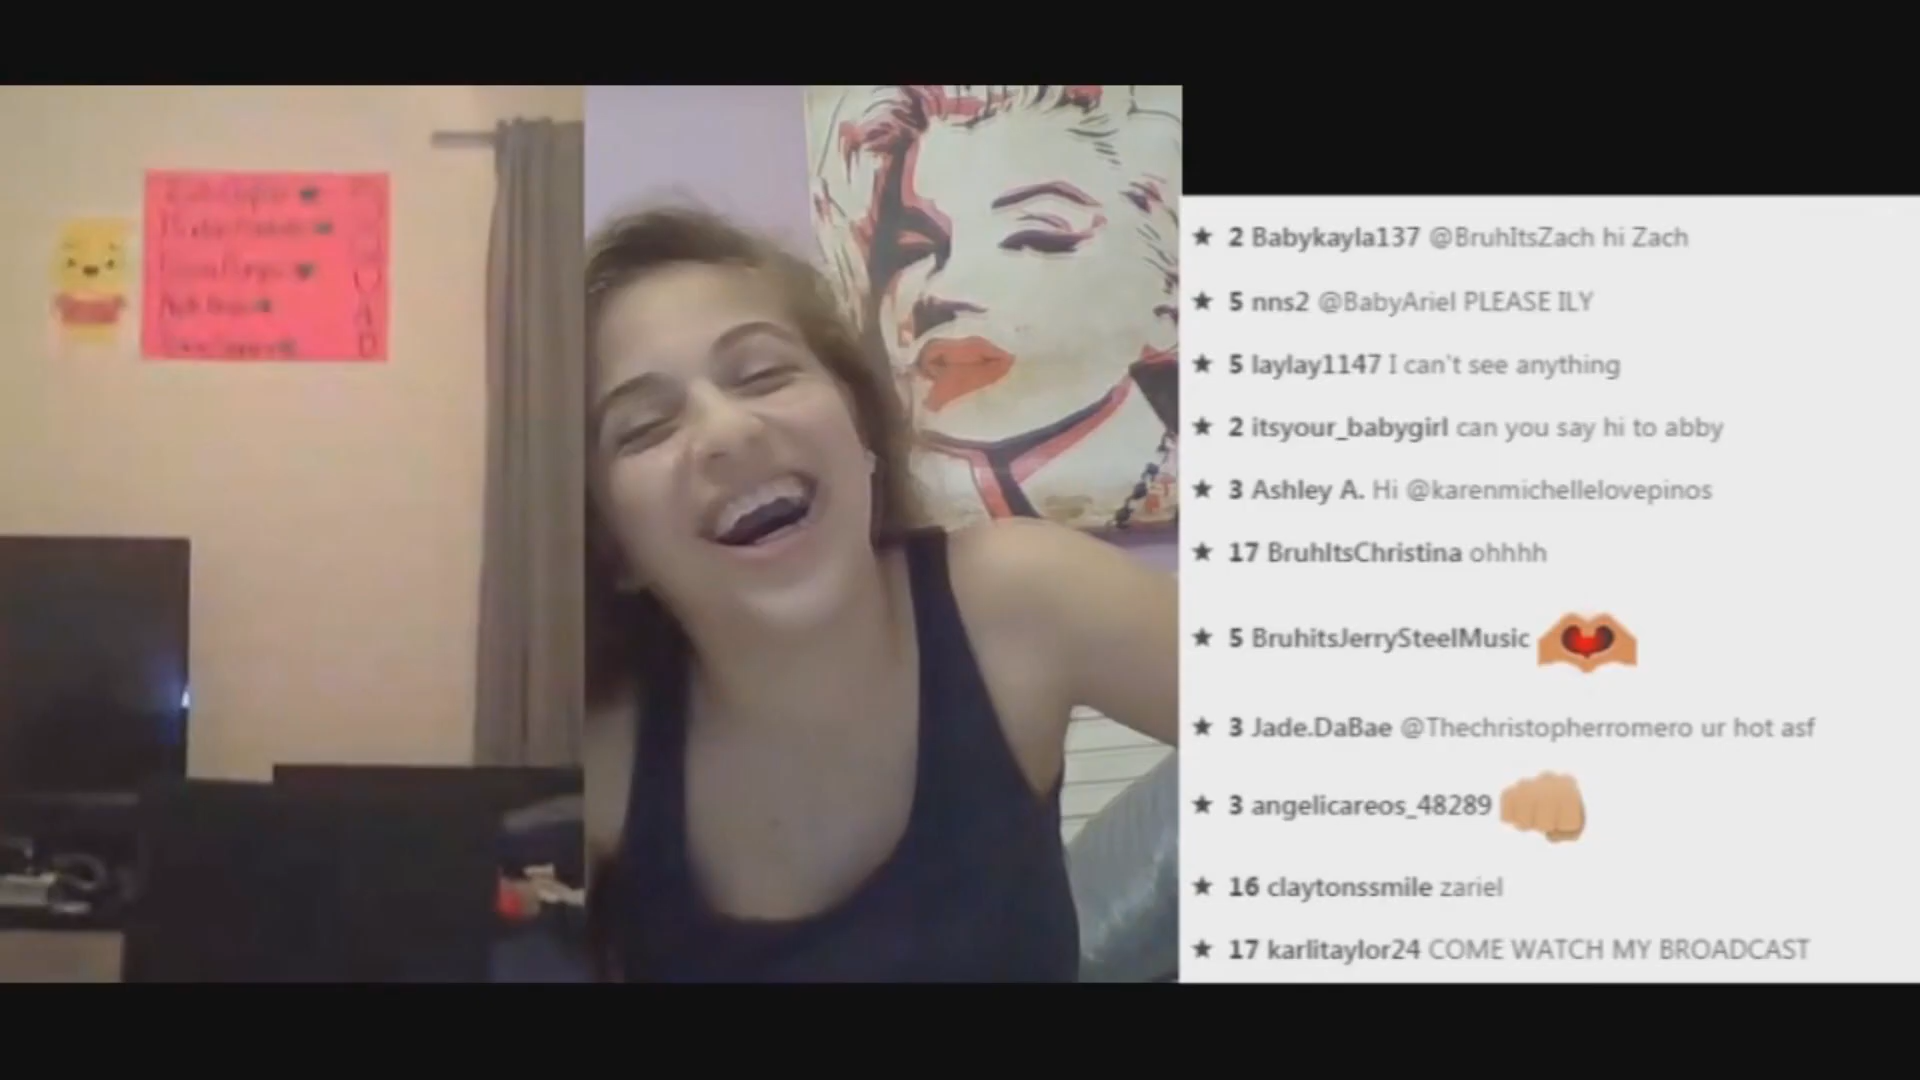 ★ 2 Babykayla137 @BruhItsZach hi Zach
★ 5 nns2 @BabyAriel PLEASE ILY
★ 5 laylay1147 I can't see anything
★ 2 itsyour_babygirl can you say hi to abby
★ 3 Ashley A. Hi @karenmichellelovepinos
★ 17 BruhItsChristina ohhhh
★ 5 BruhitsJerrySteelMusic
★ 3 Jade.DaBae @Thechristopherromero ur hot asf
★ 3 angelicareos_48289
★ 16 claytonssmile zariel
★ 17 karlitaylor24 COME WATCH MY BROADCAST